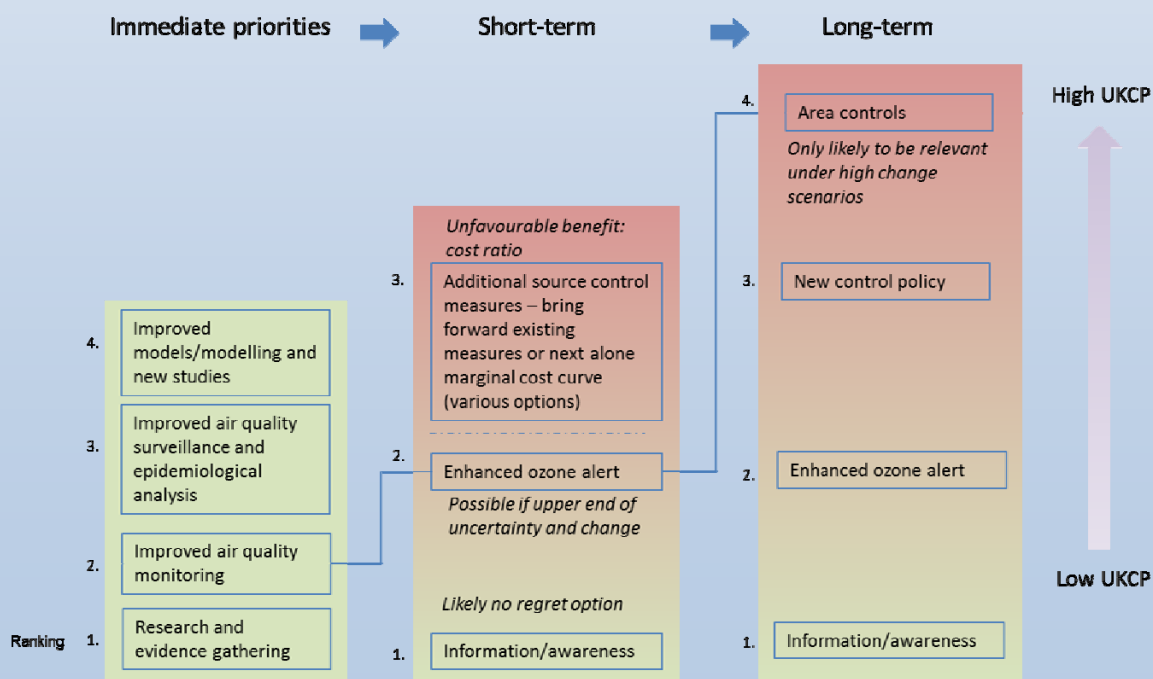 Immediate priorities
Short-term
Long-term
4.
Improved
models/modelling and
new studies
3.
Improved air quality
surveillance and
epidemiological
analysis
2.
Improved air quality
monitoring
Ranking
1.
Research and
evidence gathering
Unfavourable benefit:
cost ratio
3.
Additional source control
measures – bring
forward existing
measures or next alone
marginal cost curve
(various options)
2.
Enhanced ozone alert
Possible if upper end of
uncertainty and change
Likely no regret option
1.
Information/awareness
4.
Area controls
Only likely to be relevant
under high change
scenarios
3.
New control policy
2.
Enhanced ozone alert
1.
Information/awareness
High UKCP
Low UKCP